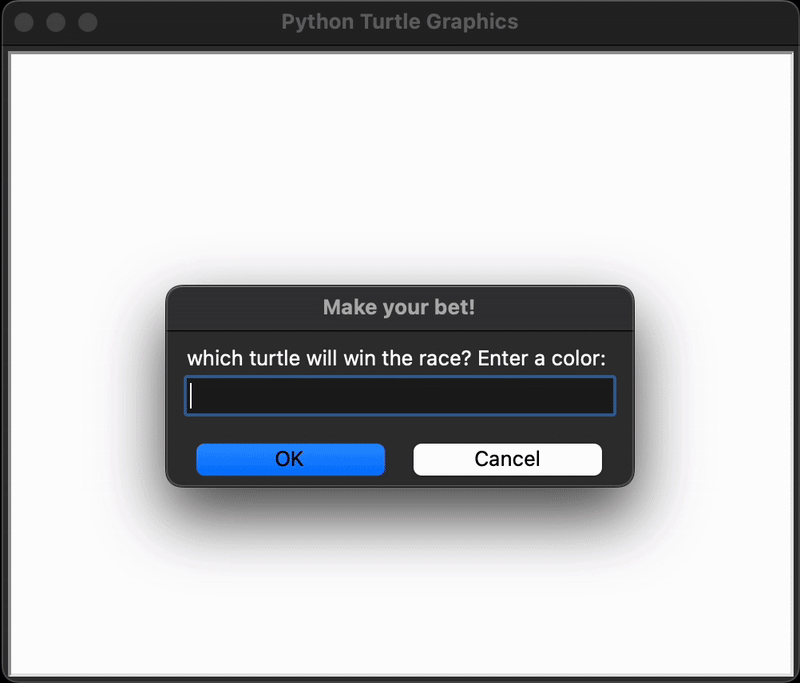 Python Turtle Graphics
Make your bet!
which turtle will win the race? Enter a color:
OK
Cancel